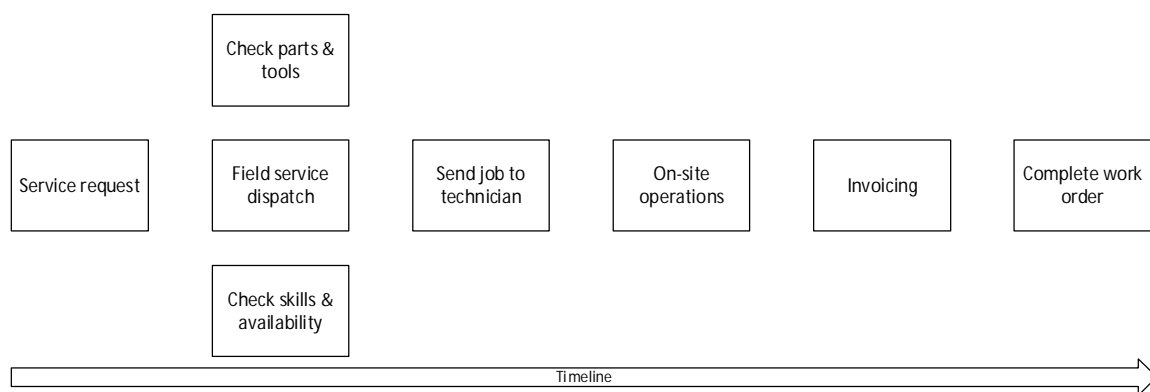 Check parts &
tools
Service request
Field service
dispatch
Send job to
technician
On-site
operations
Invoicing
Complete work
order
Check skills &
availability
Timeline